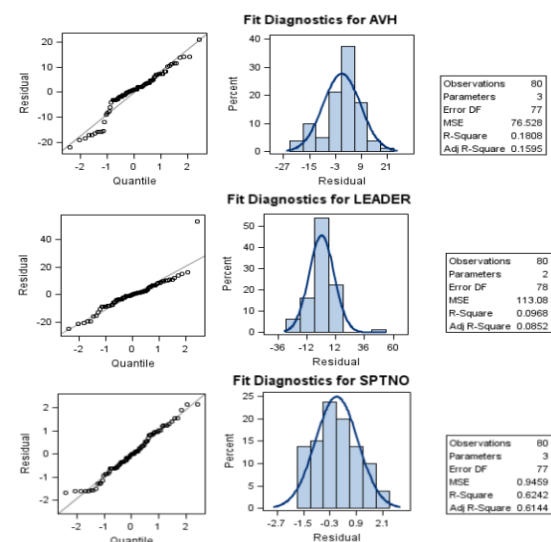 Fit Diagnostics for AVH
20
10
0
-10
-20
Residual
-2 -1 0 1 2
Quantile
40
30
20
10
0
Percent
-27 -15 -3 9 21
Residual
Observations 80
Parameters 3
Error DF 77
MSE 76.528
R-Square 0.1808
Adj R-Square 0.1595
Fit Diagnostics for LEADER
40
20
0
-20
Residual
-2 -1 0 1 2
Quantile
50
40
30
20
10
0
Percent
-36 -12 12 36 60
Residual
Observations 80
Parameters 2
Error DF 78
MSE 113.08
R-Square 0.0968
Adj R-Square 0.0852
Fit Diagnostics for SPTNO
2
1
0
-1
-2
Residual
-2 -1 0 1 2
Quantile
25
20
15
10
5
0
Percent
-2.7 -1.5 -0.3 0.9 2.1
Residual
Observations 80
Parameters 3
Error DF 77
MSE 0.9459
R-Square 0.6242
Adj R-Square 0.6144